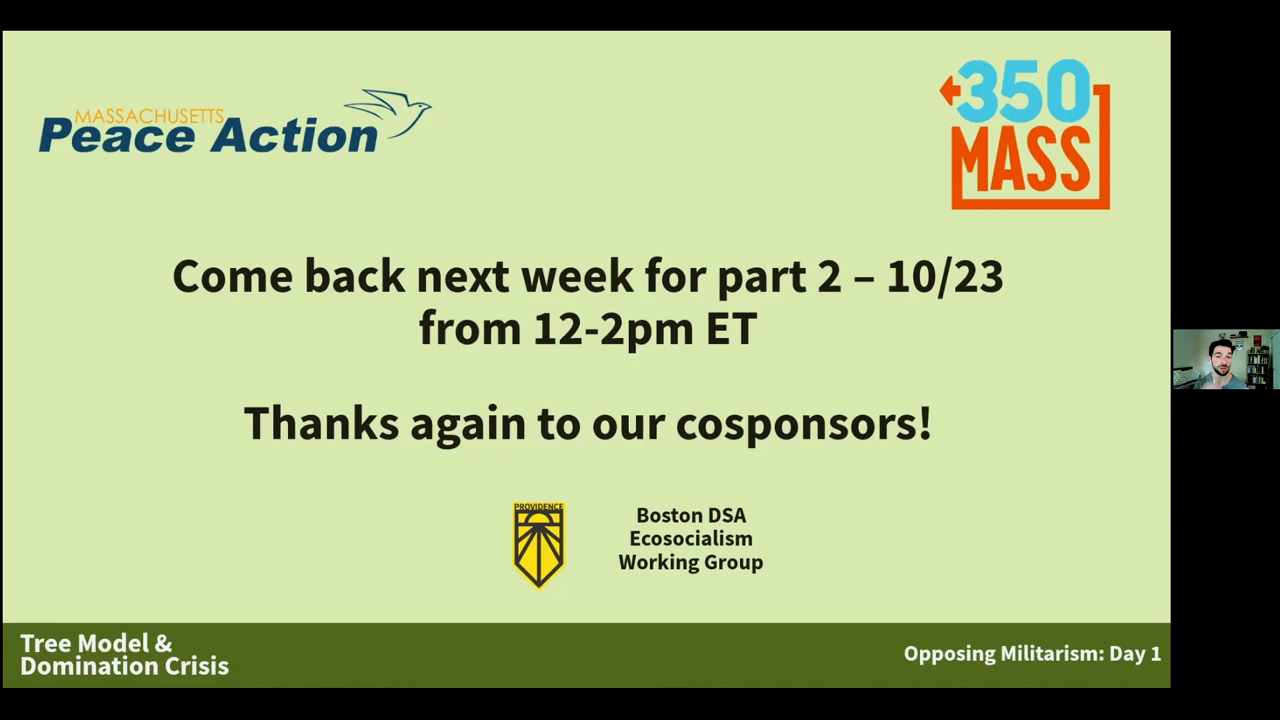 MASSACHUSETTS
Peace Action
350
MASS
Come back next week for part 2 – 10/23
from 12-2pm ET
Thanks again to our cosponsors!
PROVIDENCE
Boston DSA
Ecosocialism
Working Group
Tree Model &
Domination Crisis
Opposing Militarism: Day 1